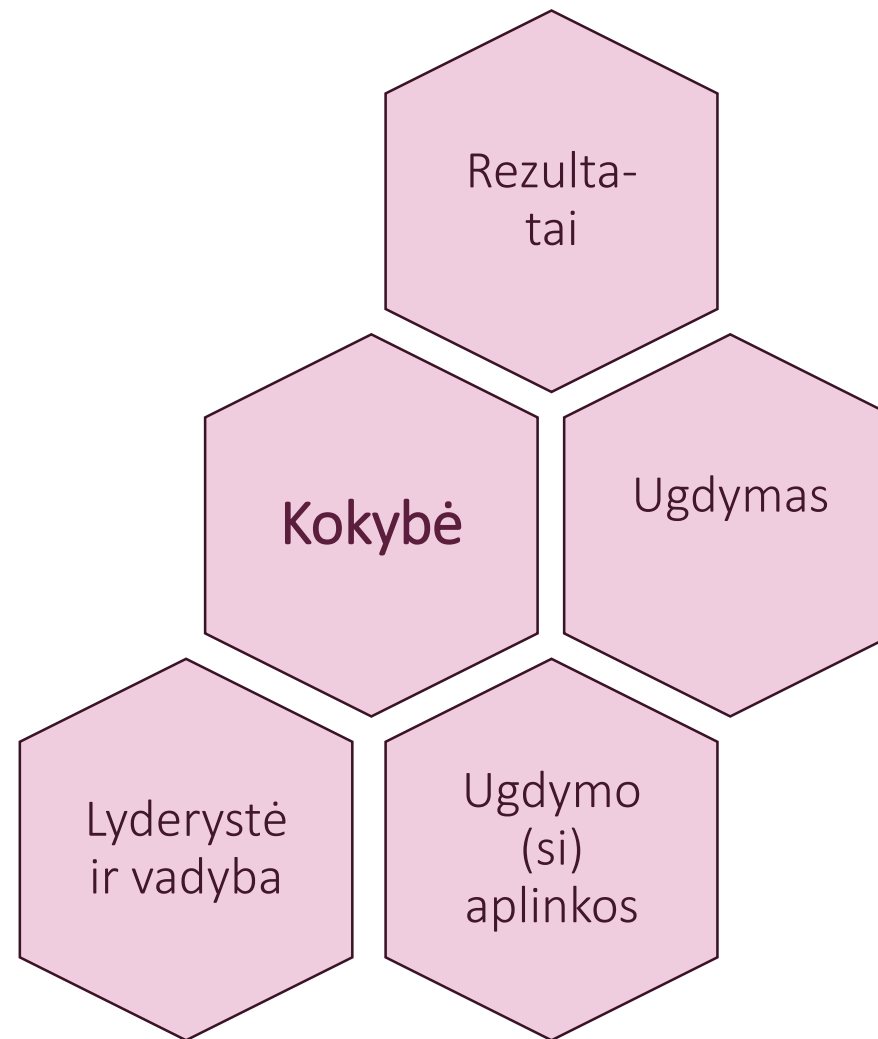 Rezulta-
tai
Kokybė
Ugdymas
Lyderystė
ir vadyba
Ugdymo
(si)
aplinkos